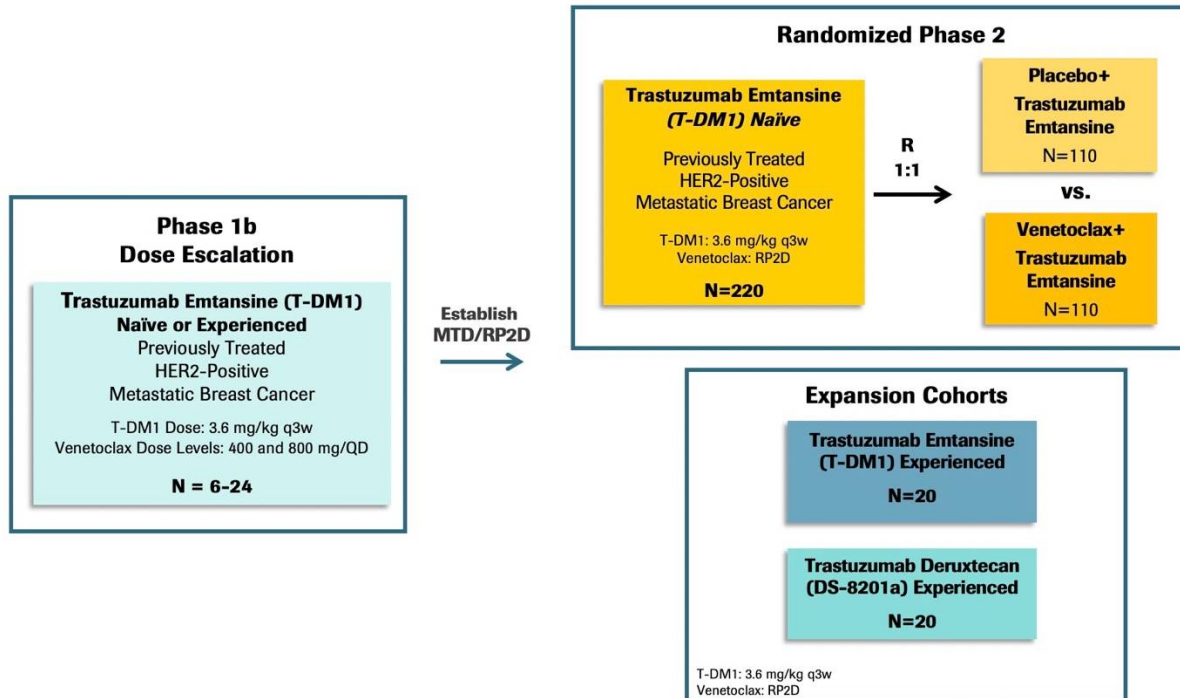 Phase 1b
Dose Escalation
Trastuzumab Emtansine (T-DM1)
Naïve or Experienced
Previously Treated
HER2-Positive
Metastatic Breast Cancer
T-DM1 Dose: 3.6 mg/kg q3w
Venetoclax Dose Levels: 400 and 800 mg/QD
N = 6-24
Establish
MTD/RP2D
Randomized Phase 2
Trastuzumab Emtansine
(T-DM1) Naïve
Previously Treated
HER2-Positive
Metastatic Breast Cancer
T-DM1: 3.6 mg/kg q3w
Venetoclax: RP2D
N=220
R
1:1
Placebo+
Trastuzumab
Emtansine
N=110
vs.
Venetoclax+
Trastuzumab
Emtansine
N=110
Expansion Cohorts
Trastuzumab Emtansine
(T-DM1) Experienced
N=20
Trastuzumab Deruxtecan
(DS-8201a) Experienced
N=20
T-DM1: 3.6 mg/kg q3w
Venetoclax: RP2D